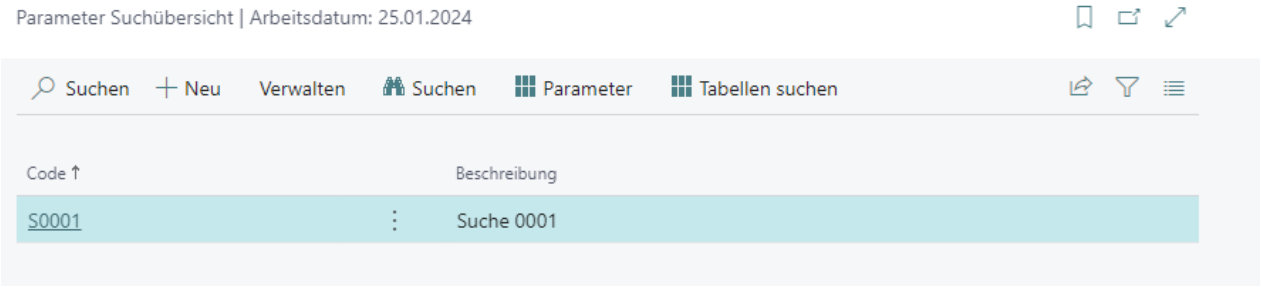 Parameter Suchübersicht | Arbeitsdatum: 25.01.2024
Suchen Neu Verwalten Suchen Parameter Tabellen suchen
Code ↑ Beschreibung
S0001 Suche 0001